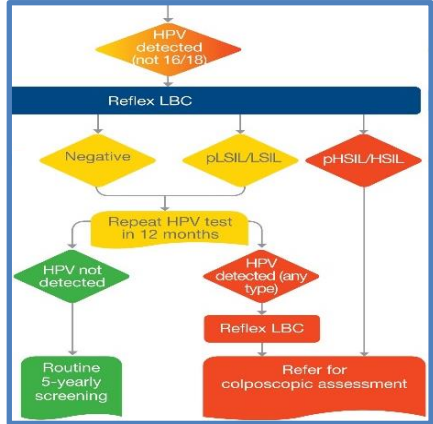 HPV
detected
(not 16/18)
Reflex LBC
Negative
pLSIL/LSIL
pHSIL/HSIL
Repeat HPV test
in 12 months
HPV not
detected
HPV
detected (any
type)
Reflex LBC
Routine
5-yearly
screening
Refer for
colposcopic assessment